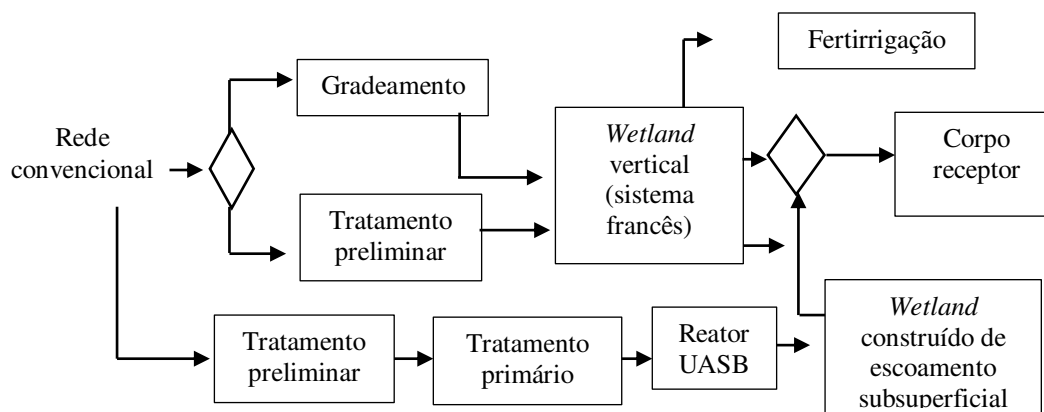 Fertirrigação
Gradeamento
Rede
convencional
Wetland
vertical
(sistema
francês)
Corpo
receptor
Tratamento
preliminar
Tratamento
preliminar
Tratamento
primário
Reator
UASB
Wetland
construído de
escoamento
subsuperficial